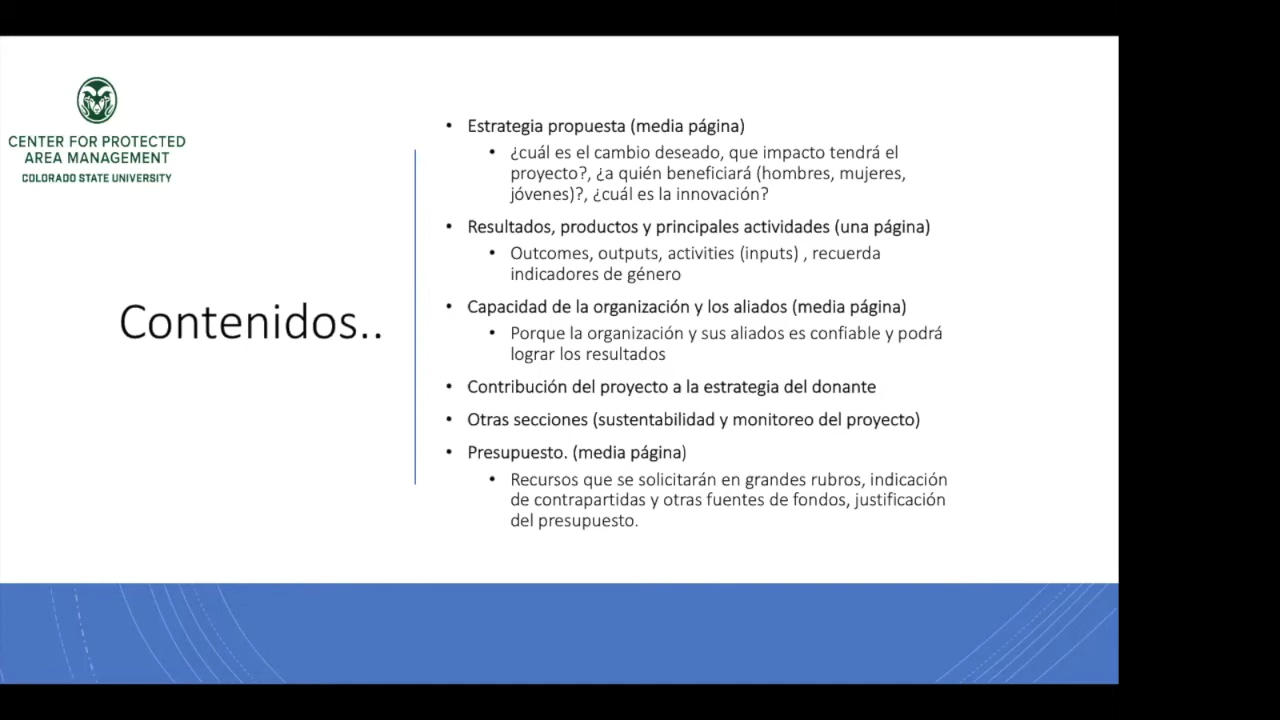 CENTER FOR PROTECTED
AREA MANAGEMENT
COLORADO STATE UNIVERSITY
Contenidos..
• Estrategia propuesta (media página)
• ¿cuál es el cambio deseado, que impacto tendrá el
proyecto?, ¿a quién beneficiará (hombres, mujeres,
jóvenes)?, ¿cuál es la innovación?
• Resultados, productos y principales actividades (una página)
• Outcomes, outputs, activities (inputs) , recuerda
indicadores de género
• Capacidad de la organización y los aliados (media página)
• Porque la organización y sus aliados es confiable y podrá
lograr los resultados
• Contribución del proyecto a la estrategia del donante
• Otras secciones (sustentabilidad y monitoreo del proyecto)
• Presupuesto. (media página)
• Recursos que se solicitarán en grandes rubros, indicación
de contrapartidas y otras fuentes de fondos, justificación
del presupuesto.